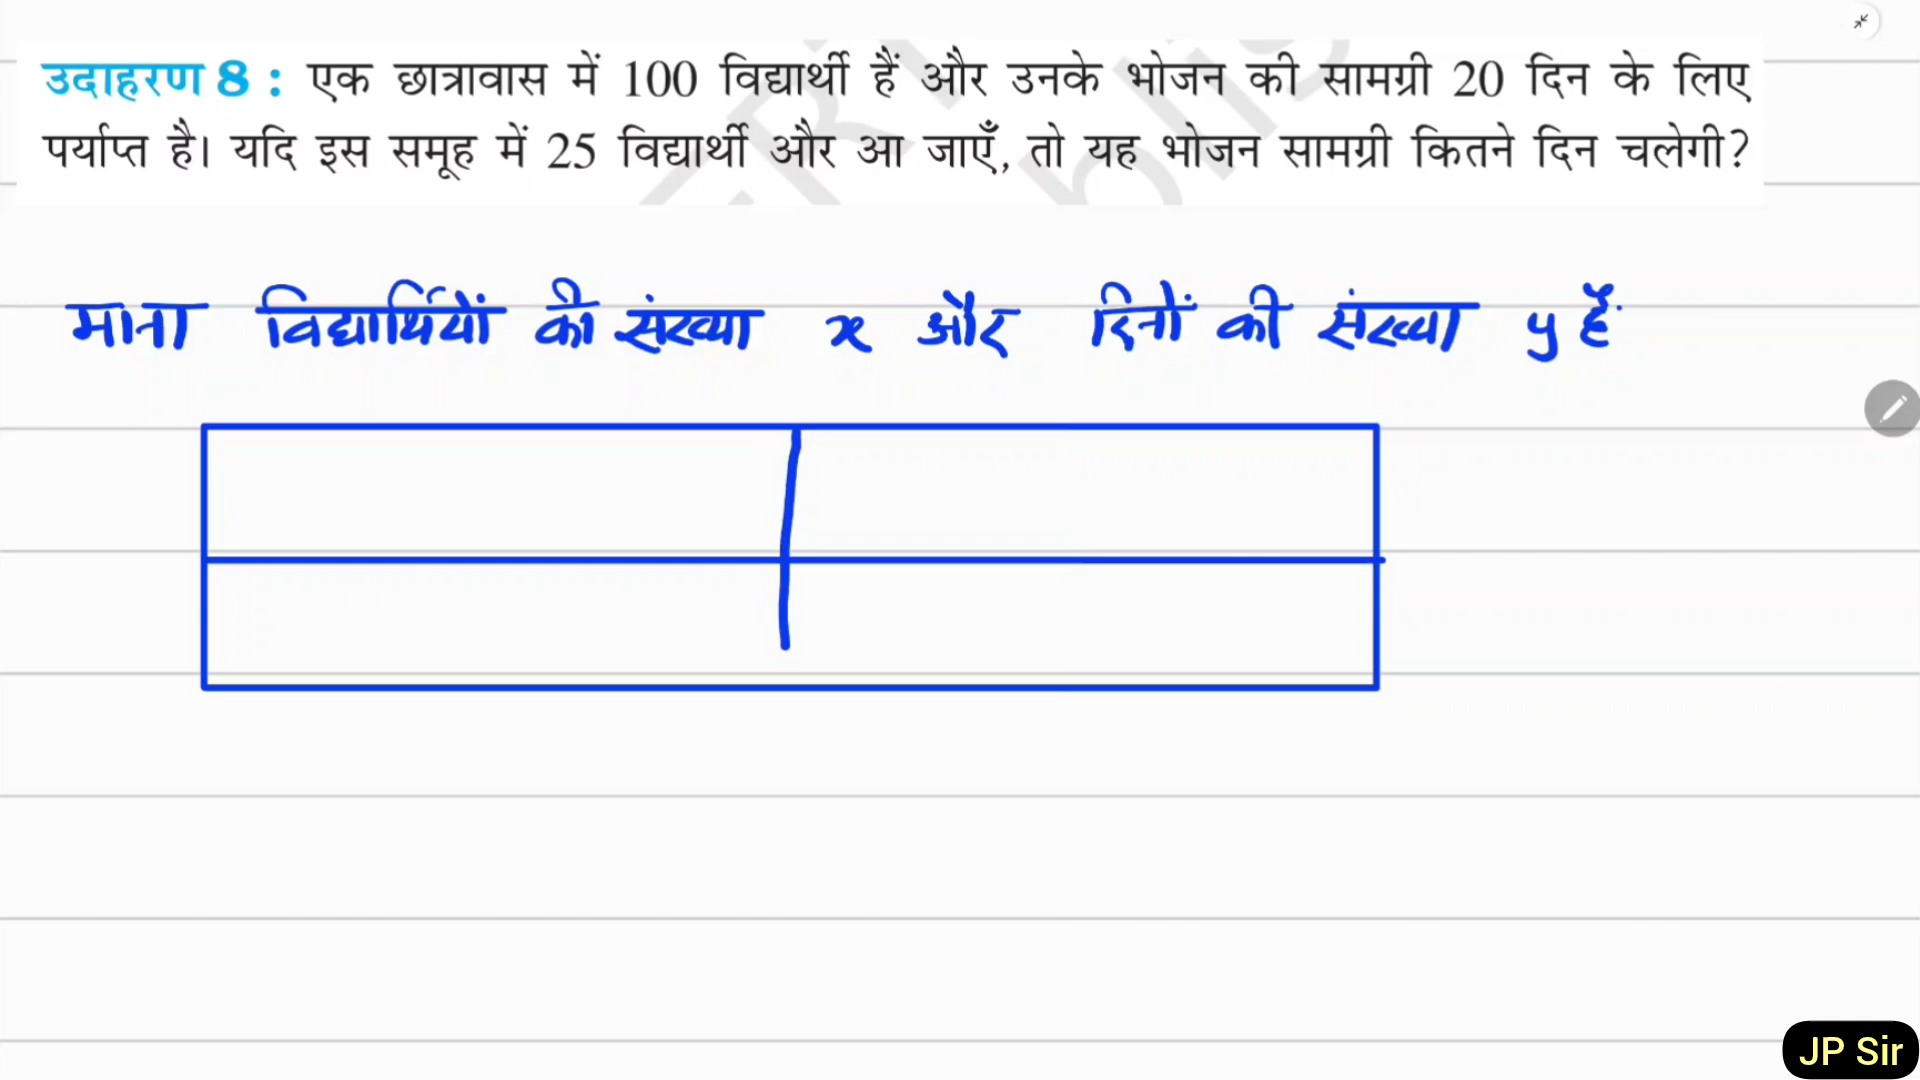 उदाहरण 8 : एक छात्रावास में 100 विद्यार्थी हैं और उनके भोजन की सामग्री 20 दिन के लिए
पर्याप्त है। यदि इस समूह में 25 विद्यार्थी और आ जाएँ, तो यह भोजन सामग्री कितने दिन चलेगी?
माना विद्यार्थियों की संख्या x और दिनों की संख्या y हैं
JP Sir